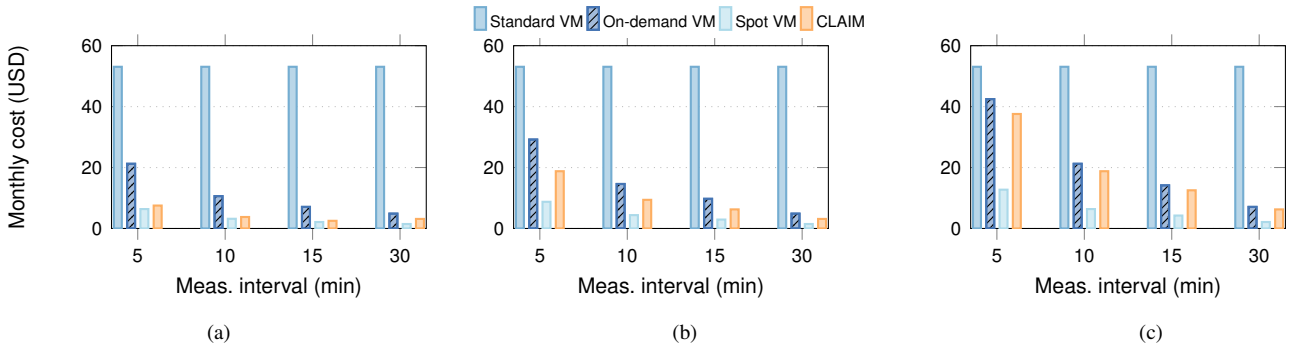 Standard VM On-demand VM Spot VM CLAIM
Monthly cost (USD)
60
40
20
0
5 10 15 30
Meas. interval (min)
(a)
60
40
20
0
5 10 15 30
Meas. interval (min)
(b)
60
40
20
0
5 10 15 30
Meas. interval (min)
(c)